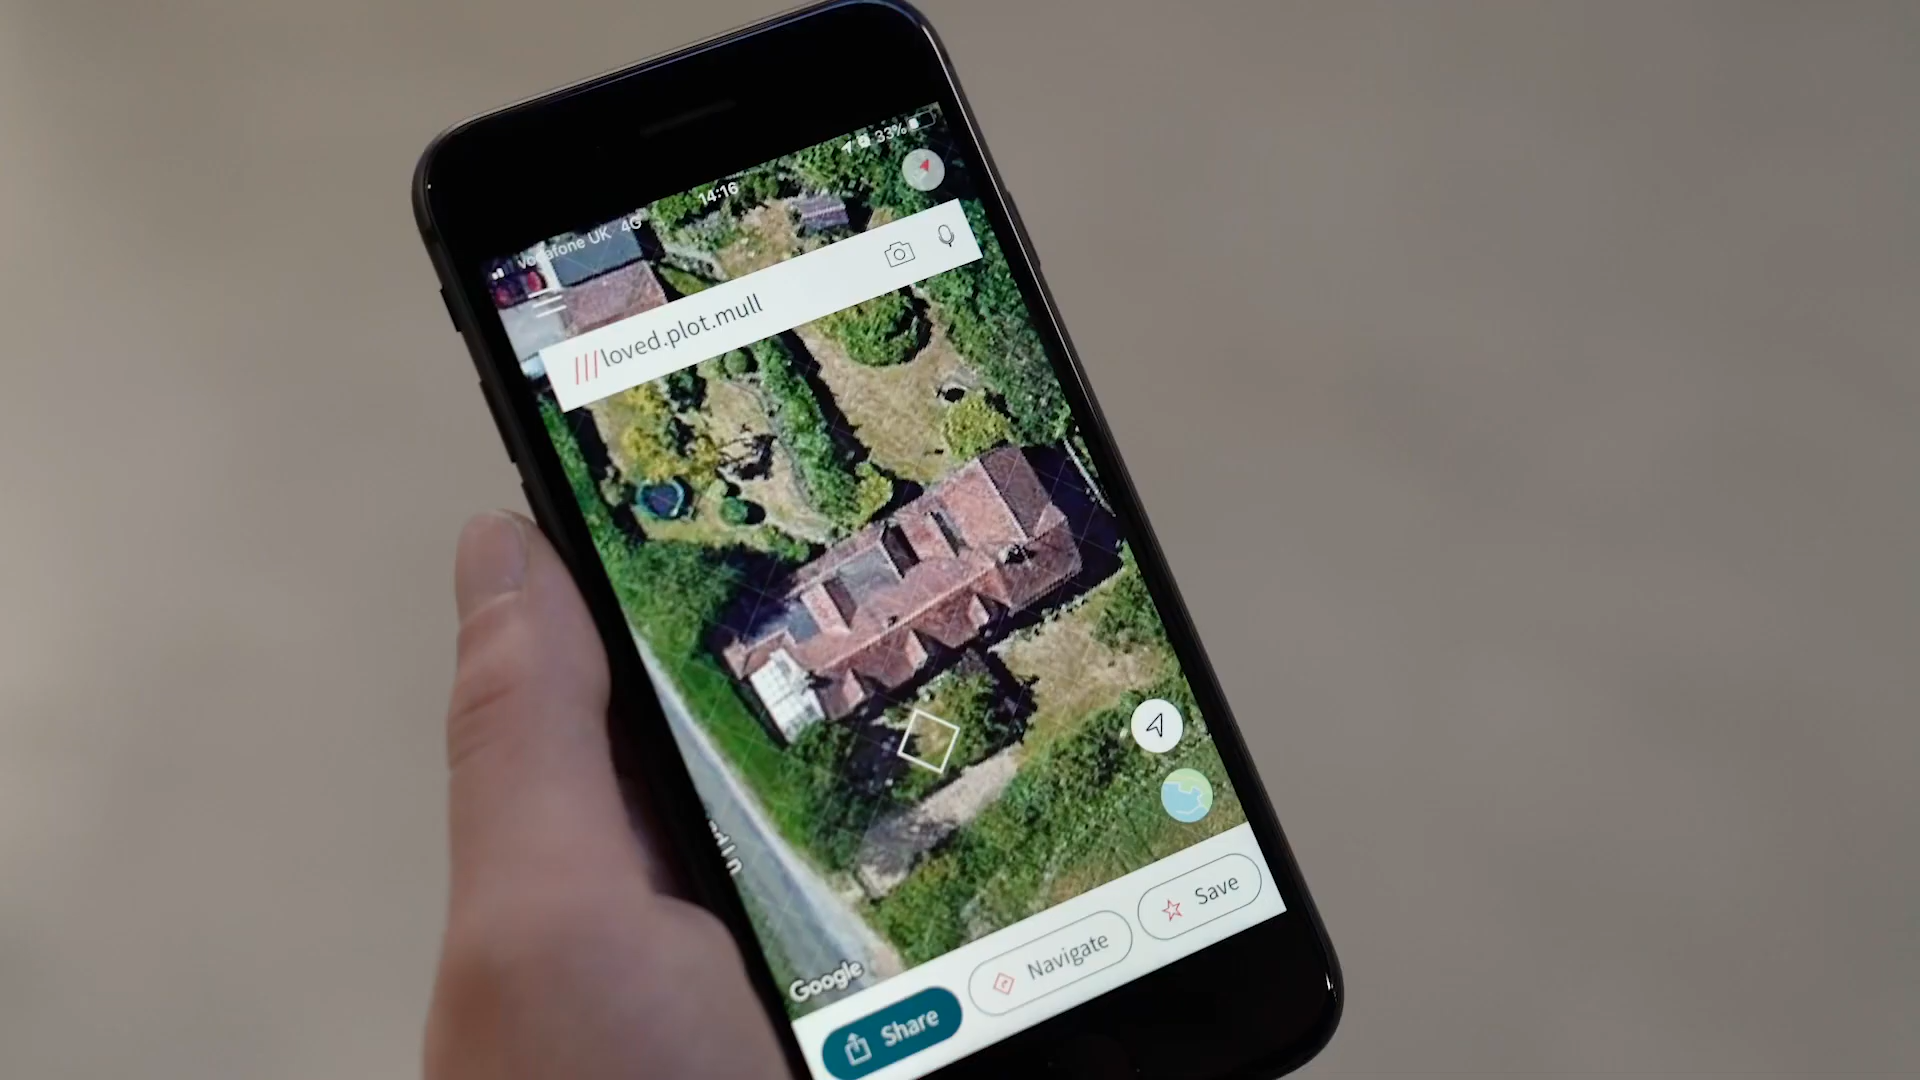 Vodafone UK 4G
14:16
33%
///loved.plot.mull
Google
Share
Navigate
Save